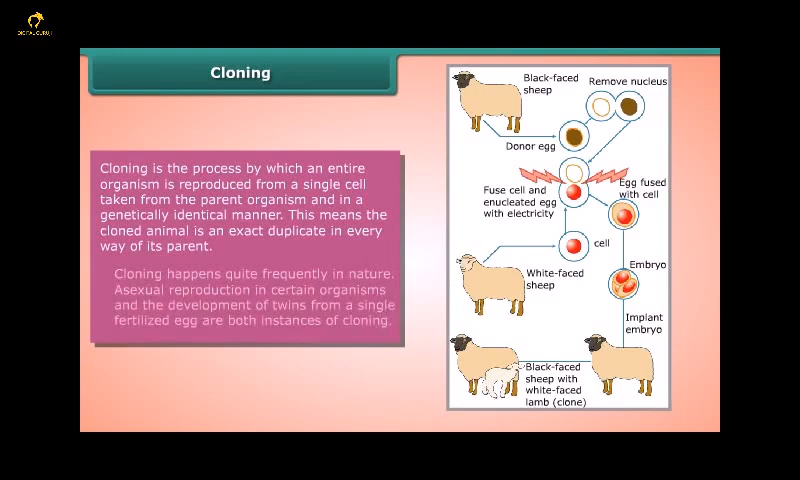 DIGITAL GURUJI
Cloning
Cloning is the process by which an entire
organism is reproduced from a single cell
taken from the parent organism and in a
genetically identical manner. This means the
cloned animal is an exact duplicate in every
way of its parent.
Cloning happens quite frequently in nature.
Asexual reproduction in certain organisms
and the development of twins from a single
fertilized egg are both instances of cloning.
Black-faced
sheep
Remove nucleus
Donor egg
Fuse cell and
enucleated egg
with electricity
Egg fused
with cell
cell
White-faced
sheep
Embryo
Implant
embryo
Black-faced
sheep with
white-faced
lamb (clone)